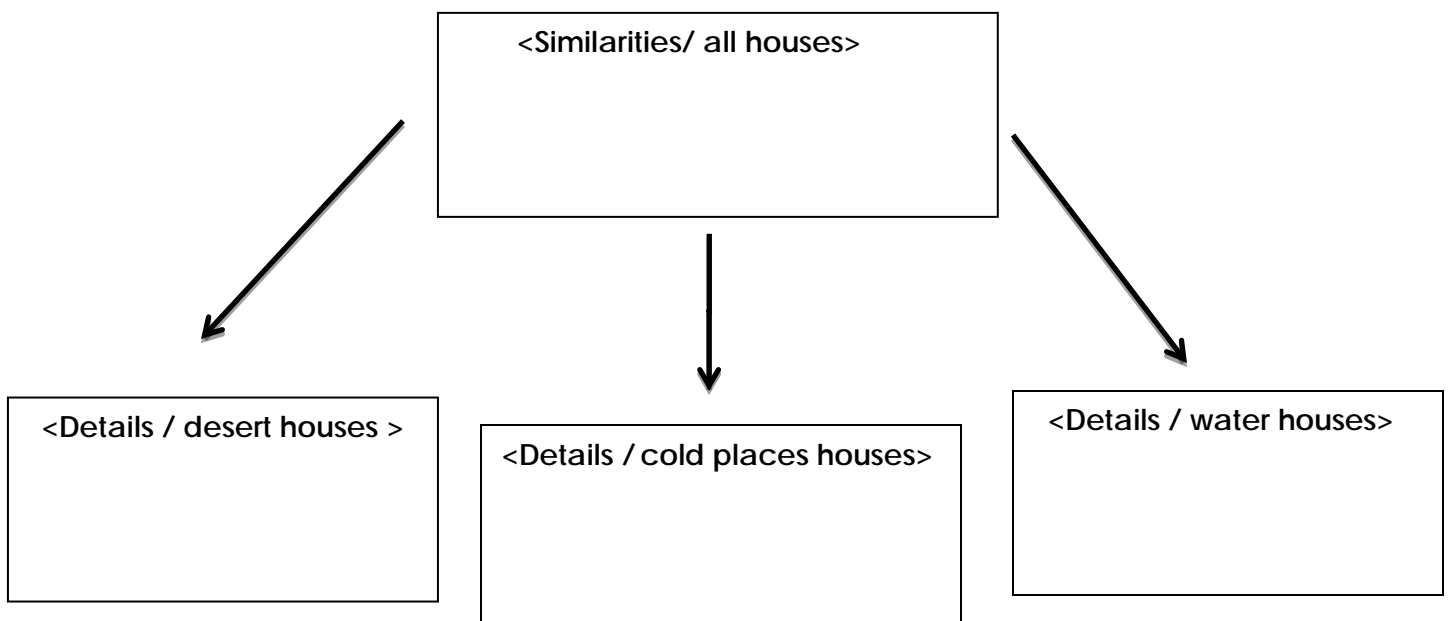 <Similarities/ all houses>
<Details / desert houses >
<Details / cold places houses>
<Details / water houses>